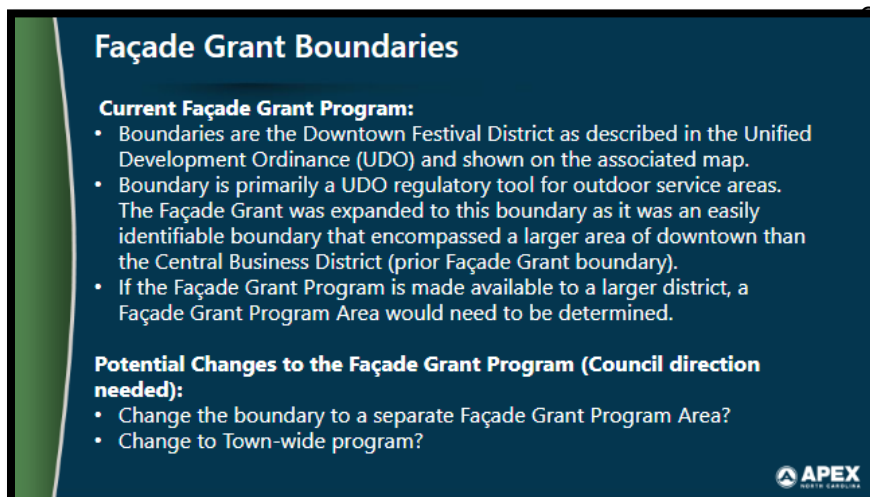 Façade Grant Boundaries
Current Façade Grant Program:
• Boundaries are the Downtown Festival District as described in the Unified
Development Ordinance (UDO) and shown on the associated map.
• Boundary is primarily a UDO regulatory tool for outdoor service areas.
The Façade Grant was expanded to this boundary as it was an easily
identifiable boundary that encompassed a larger area of downtown than
the Central Business District (prior Façade Grant boundary).
• If the Façade Grant Program is made available to a larger district, a
Façade Grant Program Area would need to be determined.
Potential Changes to the Façade Grant Program (Council direction
needed):
• Change the boundary to a separate Façade Grant Program Area?
• Change to Town-wide program?
APEX
NORTH CAROLINA